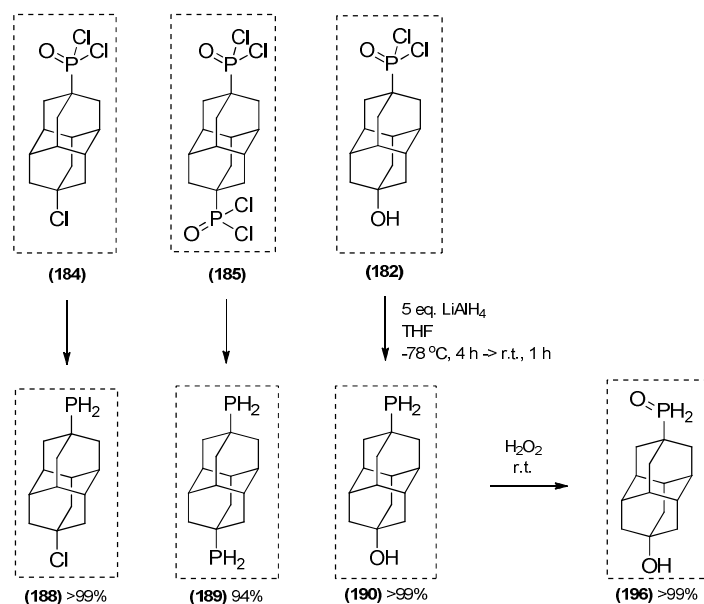 Cl
O=P Cl
Cl
O=P Cl
Cl
O=P Cl
Cl
P Cl
O Cl
OH
(184)
(185)
(182)
5 eq. LiAlH₄
THF
-78 °C, 4 h -> r.t., 1 h
PH₂
PH₂
PH₂
O=PH₂
H₂O₂
r.t.
Cl
PH₂
OH
OH
(188) >99%
(189) 94%
(190) >99%
(196) >99%